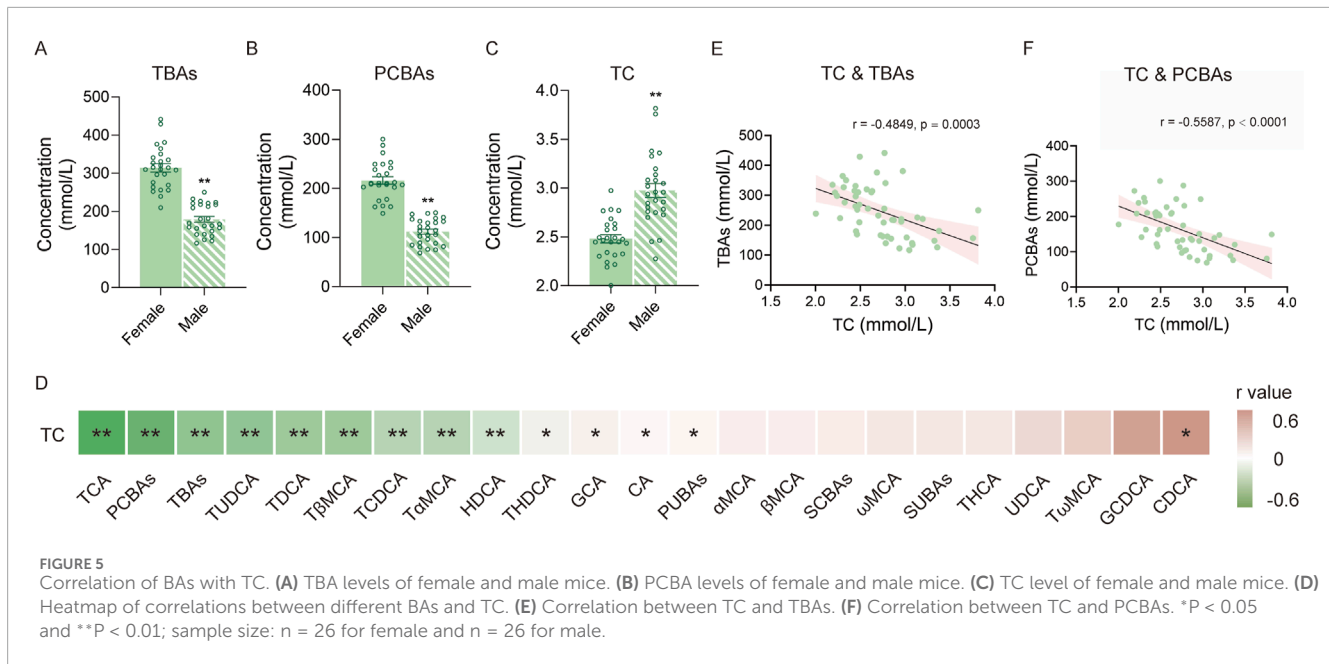 A
TBAs
Concentration
(mmol/L)
500
400
300
200
100
0
**
Female
Male
B
PCBAs
Concentration
(mmol/L)
400
300
200
100
0
**
Female
Male
C
TC
Concentration
(mmol/L)
4.0
3.5
3.0
2.5
2.0
**
Female
Male
E
TC & TBAs
r = -0.4849, p = 0.0003
TBAs (mmol/L)
500
400
300
200
100
0
1.5 2.0 2.5 3.0 3.5 4.0
TC (mmol/L)
F
TC & PCBAs
r = -0.5587, p < 0.0001
PCBAs (mmol/L)
400
300
200
100
0
1.5 2.0 2.5 3.0 3.5 4.0
TC (mmol/L)
D
TC ** ** ** ** ** ** ** ** ** * * * * *
TCA PCBAs TBAs TUDCA TDCA TβMCA TCDCA TαMCA HDCA THDCA GCA CA PUBAs αMCA βMCA SCBAs ωMCA SUBAs THCA UDCA TωMCA GCDCA CDCA
r value
0.6
0
-0.6
FIGURE 5
Correlation of BAs with TC. (A) TBA levels of female and male mice. (B) PCBA levels of female and male mice. (C) TC level of female and male mice. (D)
Heatmap of correlations between different BAs and TC. (E) Correlation between TC and TBAs. (F) Correlation between TC and PCBAs. *P < 0.05
and **P < 0.01; sample size: n = 26 for female and n = 26 for male.